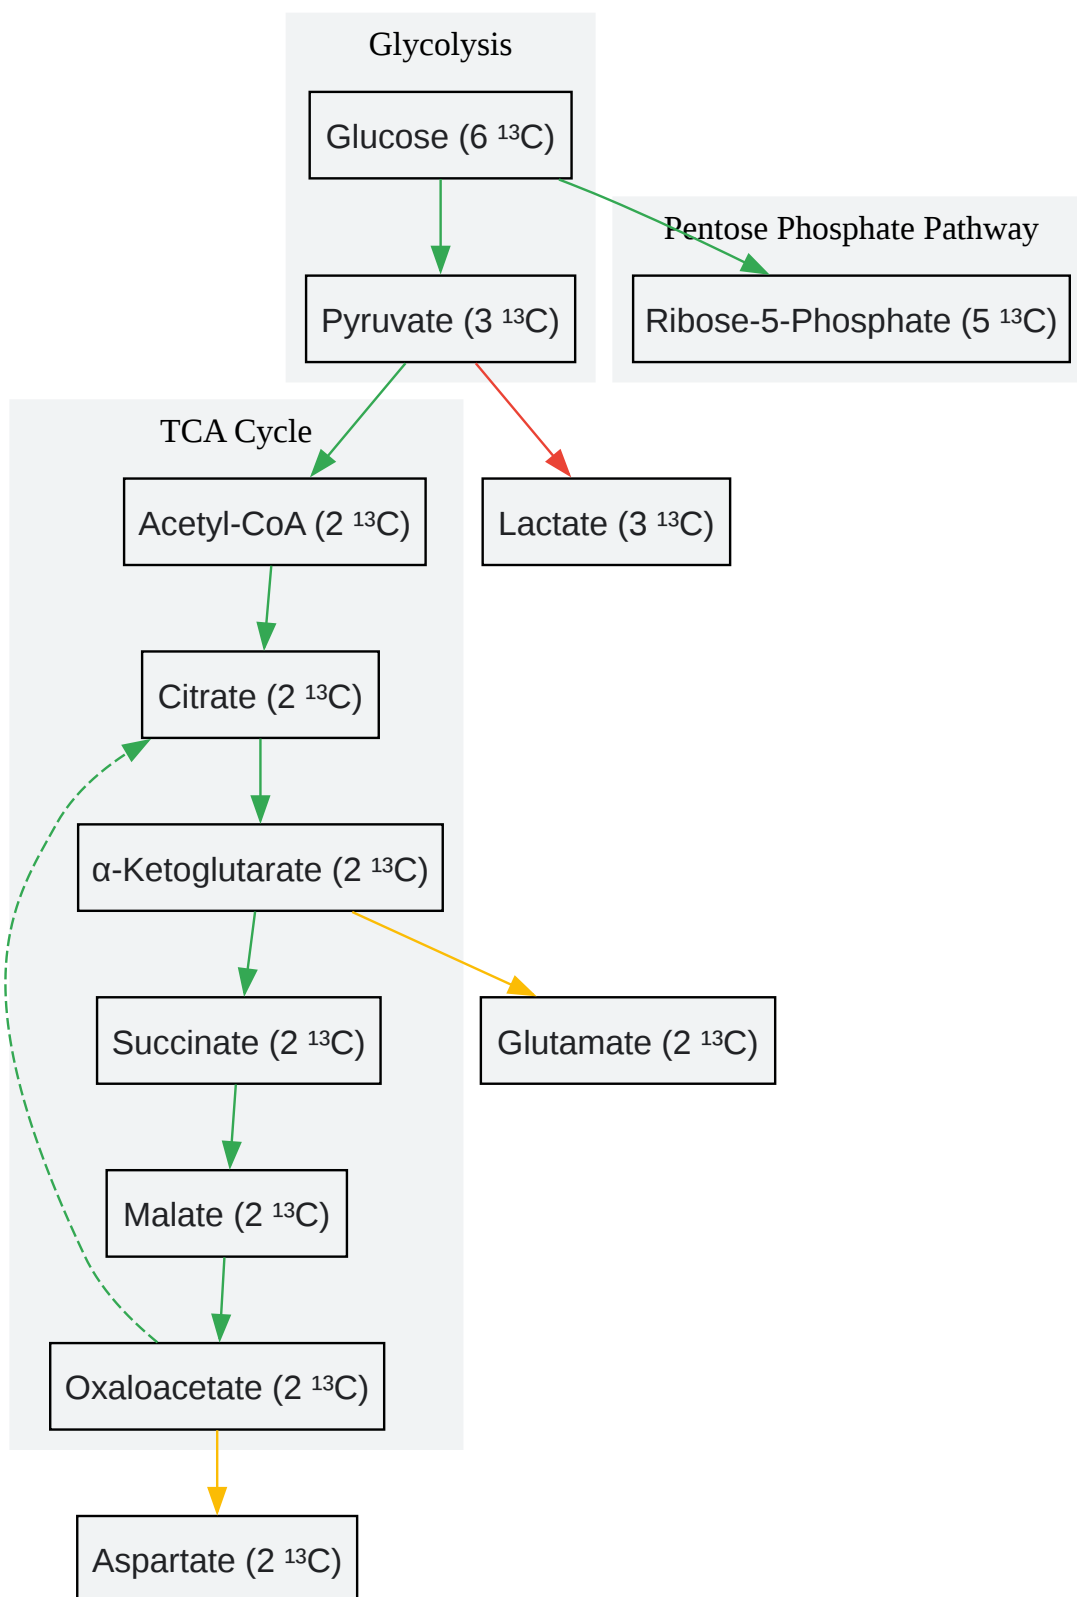 Glycolysis
Glucose (6 ¹³C)
Pentose Phosphate Pathway
Pyruvate (3 ¹³C)
Ribose-5-Phosphate (5 ¹³C)
TCA Cycle
Acetyl-CoA (2 ¹³C)
Lactate (3 ¹³C)
Citrate (2 ¹³C)
α-Ketoglutarate (2 ¹³C)
Succinate (2 ¹³C)
Glutamate (2 ¹³C)
Malate (2 ¹³C)
Oxaloacetate (2 ¹³C)
Aspartate (2 ¹³C)